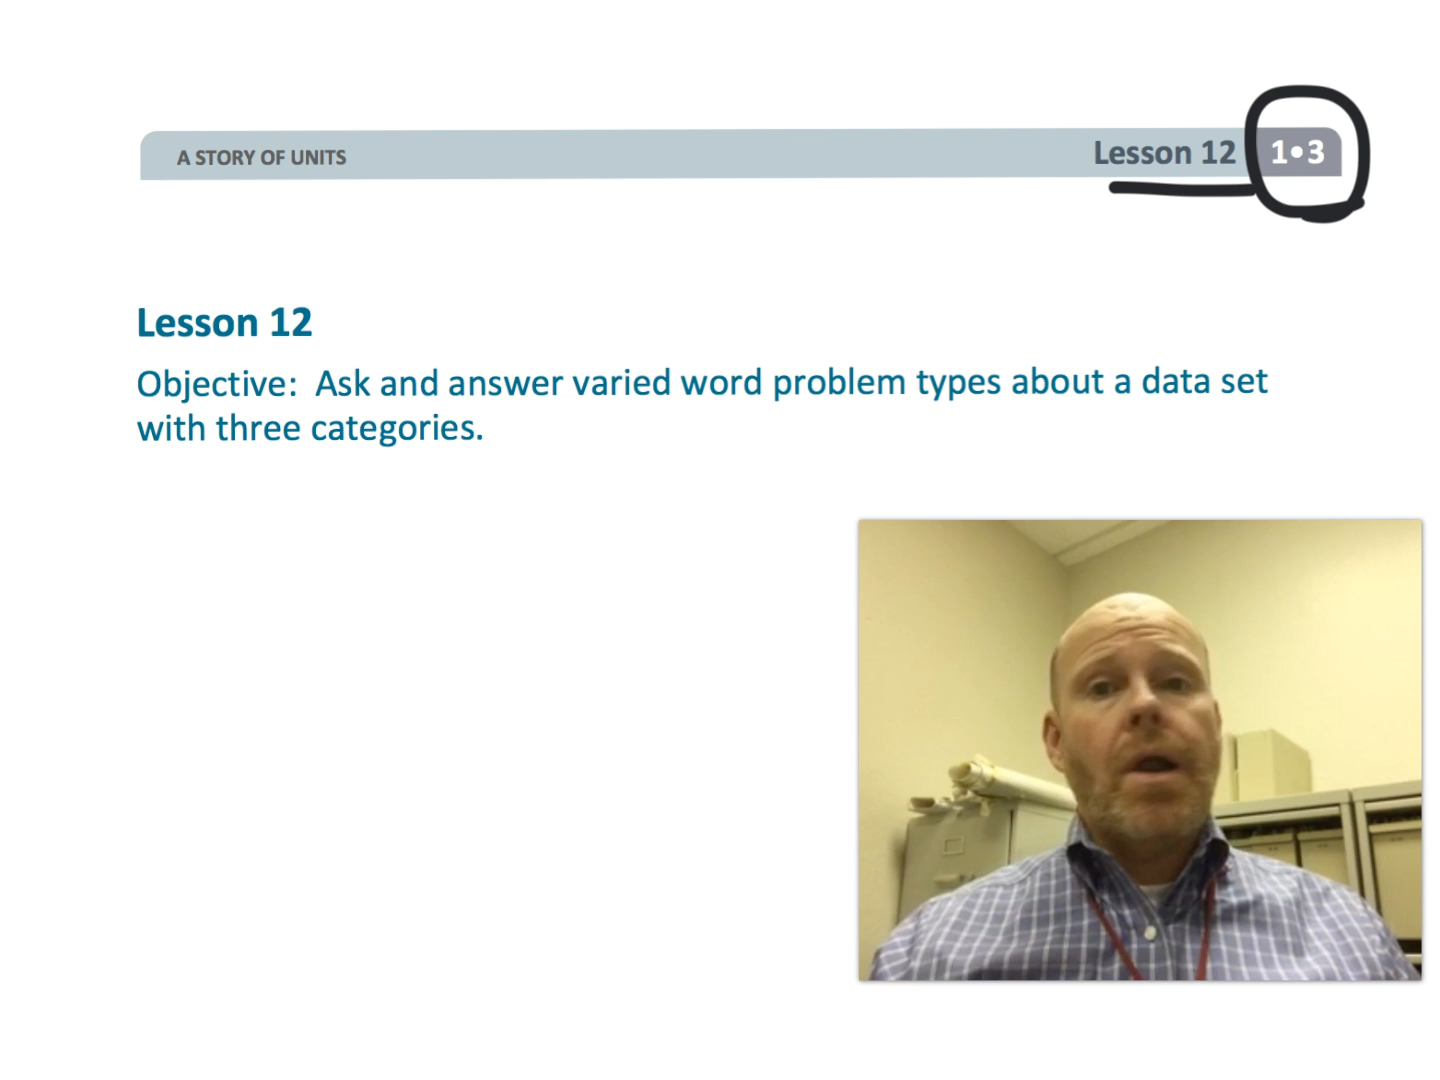 A STORY OF UNITS
Lesson 12 1•3
Lesson 12
Objective: Ask and answer varied word problem types about a data set
with three categories.